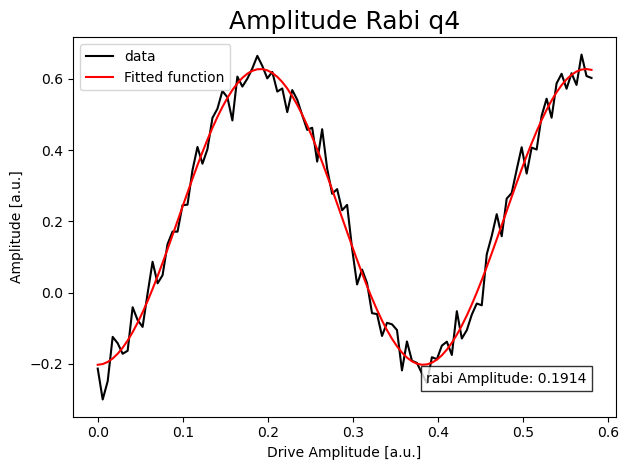 Amplitude Rabi q4
data
Fitted function
Amplitude [a.u.]
0.6
0.4
0.2
0.0
−0.2
rabi Amplitude: 0.1914
0.0 0.1 0.2 0.3 0.4 0.5 0.6
Drive Amplitude [a.u.]